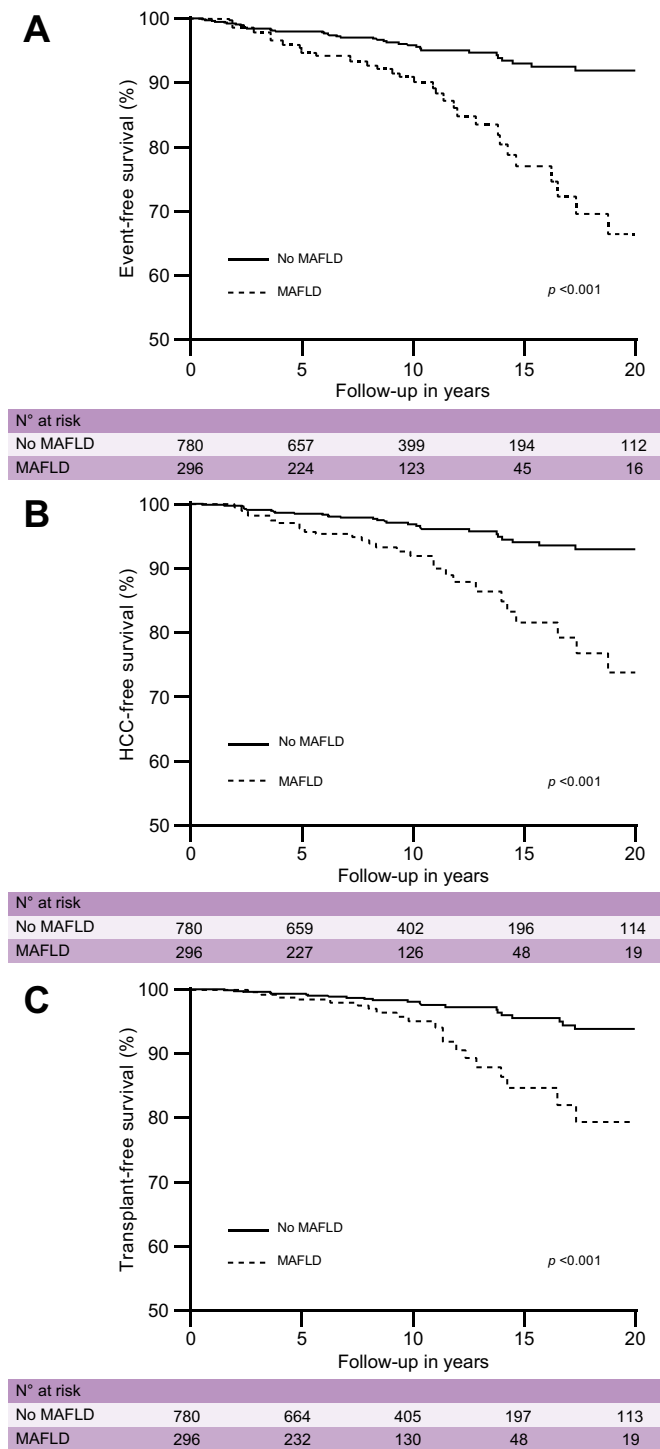 A
Event-free survival (%)
100
90
80
70
60
50
No MAFLD
MAFLD
p <0.001
0 5 10 15 20
Follow-up in years
N° at risk
No MAFLD 780 657 399 194 112
MAFLD 296 224 123 45 16
B
HCC-free survival (%)
100
90
80
70
60
50
No MAFLD
MAFLD
p <0.001
0 5 10 15 20
Follow-up in years
N° at risk
No MAFLD 780 659 402 196 114
MAFLD 296 227 126 48 19
C
Transplant-free survival (%)
100
90
80
70
60
50
No MAFLD
MAFLD
p <0.001
0 5 10 15 20
Follow-up in years
N° at risk
No MAFLD 780 664 405 197 113
MAFLD 296 232 130 48 19